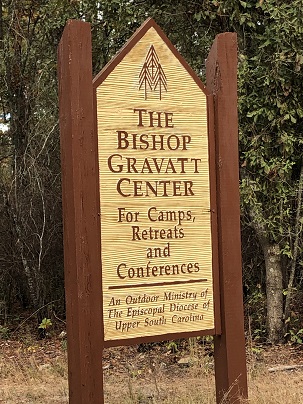 THE
BISHOP
GRAVATT
CENTER
For Camps,
Retreats
and
Conferences
An Outdoor Ministry of
The Episcopal Diocese of
Upper South Carolina